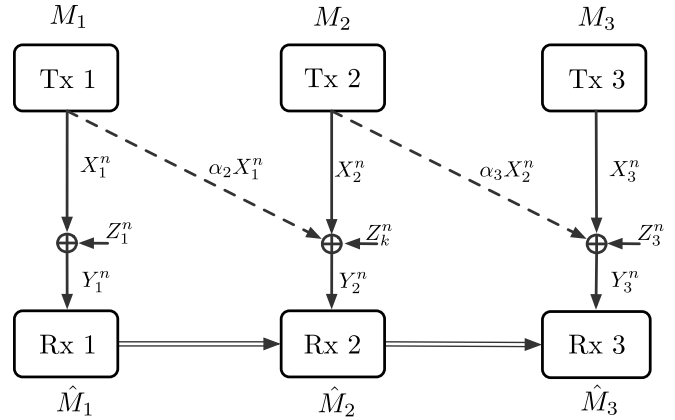 M₁ M₂ M₃
Tx 1 Tx 2 Tx 3
X₁ⁿ α₂X₁ⁿ X₂ⁿ α₃X₂ⁿ X₃ⁿ
Z₁ⁿ Zₖⁿ Z₃ⁿ
Y₁ⁿ Y₂ⁿ Y₃ⁿ
Rx 1 Rx 2 Rx 3
M̂₁ M̂₂ M̂₃